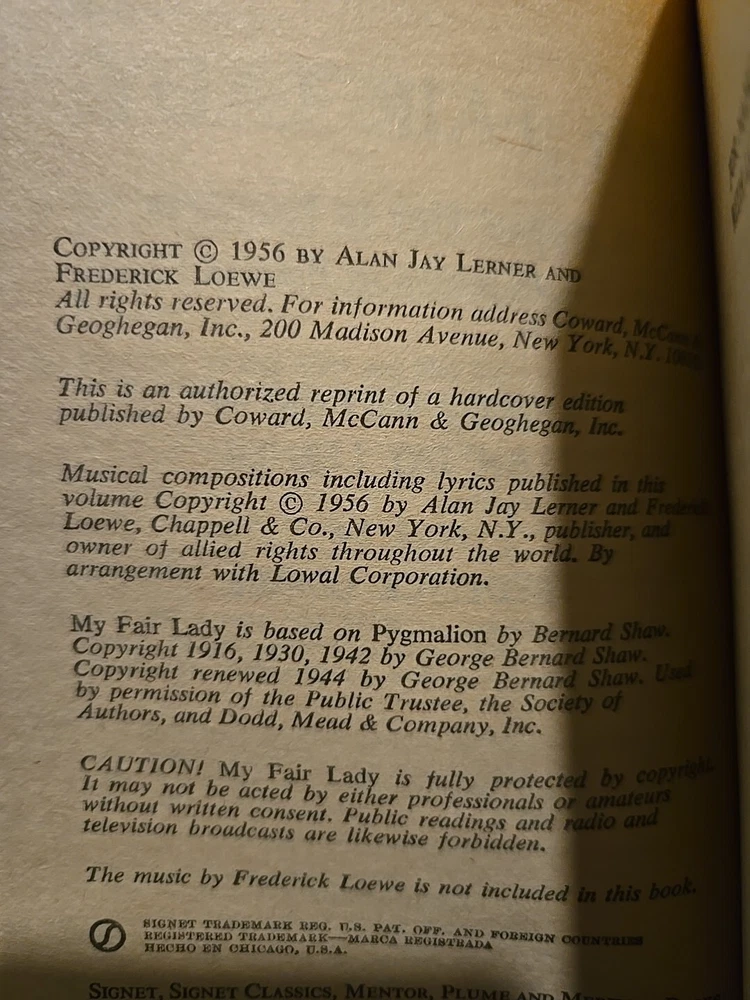 COPYRIGHT © 1956 BY ALAN JAY LERNER AND
FREDERICK LOEWE
All rights reserved. For information address Coward, McCann &
Geoghegan, Inc., 200 Madison Avenue, New York, N.Y.
This is an authorized reprint of a hardcover edition
published by Coward, McCann & Geoghegan, Inc.
Musical compositions including lyrics published in this
volume Copyright © 1956 by Alan Jay Lerner and Frederick
Loewe, Chappell & Co., New York, N.Y., publisher, and
owner of allied rights throughout the world. By
arrangement with Lowal Corporation.
My Fair Lady is based on Pygmalion by Bernard Shaw.
Copyright 1916, 1930, 1942 by George Bernard Shaw.
Copyright renewed 1944 by George Bernard Shaw. Used
by permission of the Public Trustee, the Society of
Authors, and Dodd, Mead & Company, Inc.
CAUTION! My Fair Lady is fully protected by copyright.
It may not be acted by either professionals or amateurs
without written consent. Public readings and radio and
television broadcasts are likewise forbidden.
The music by Frederick Loewe is not included in this book.
SIGNET TRADEMARK REG. U.S. PAT. OFF. AND FOREIGN COUNTRIES
REGISTERED TRADEMARK—MARCA REGISTRADA
HECHO EN CHICAGO, U.S.A.
SIGNET, SIGNET CLASSICS, MENTOR, PLUME AND